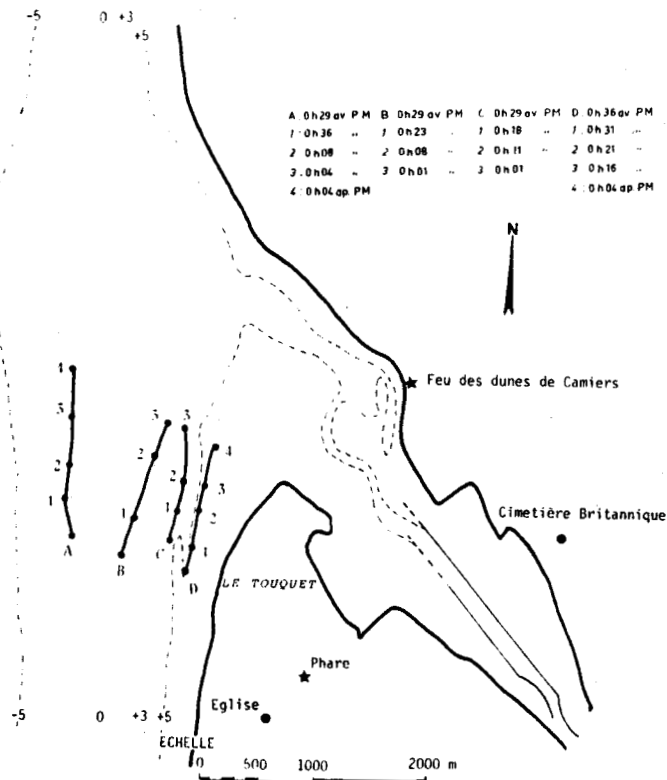 -5 0 +3
+5
A. 0h29 av PM B 0h29 av PM C 0h29 av PM D. 0h36 av PM
1 · 0h36 „ 1 0h23 „ 1 0h18 „ 1. 0h31 „
2 0h08 „ 2 0h08 „ 2 0h11 „ 2 0h21 „
3. 0h04 „ 3 0h01 „ 3 0h01 „ 3 0h16 „
4 : 0h04 ap. PM 4 : 0h04 ap. PM
N
Feu des dunes de Camiers
4
3
2
1
A
3
2
1
B
3
2
1
C
4
3
2
1
D
Cimetière Britannique
LE TOUQUET
Phare
Eglise
-5 0 +3 +5
ECHELLE
0 500 1000 2000 m